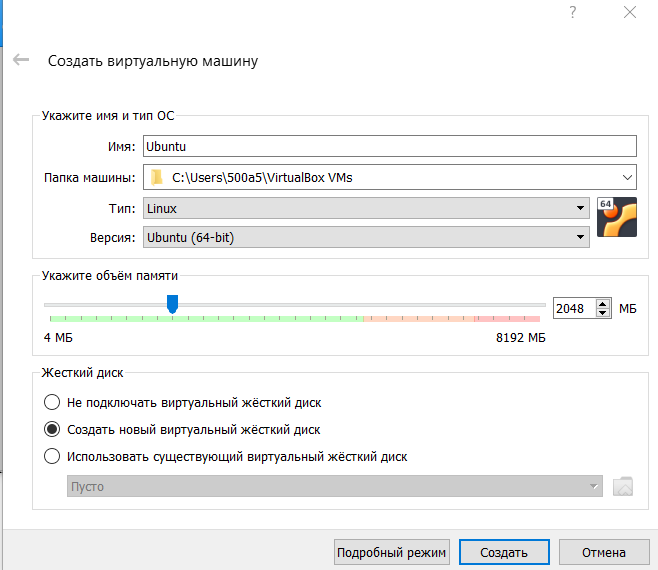 ?
Создать виртуальную машину
Укажите имя и тип ОС
Имя: Ubuntu
Папка машины: C:\Users\500a5\VirtualBox VMs
Тип: Linux
64
Версия: Ubuntu (64-bit)
Укажите объём памяти
2048 МБ
4 МБ 8192 МБ
Жесткий диск
Не подключать виртуальный жёсткий диск
Создать новый виртуальный жёсткий диск
Использовать существующий виртуальный жёсткий диск
Пусто
Подробный режим Создать Отмена